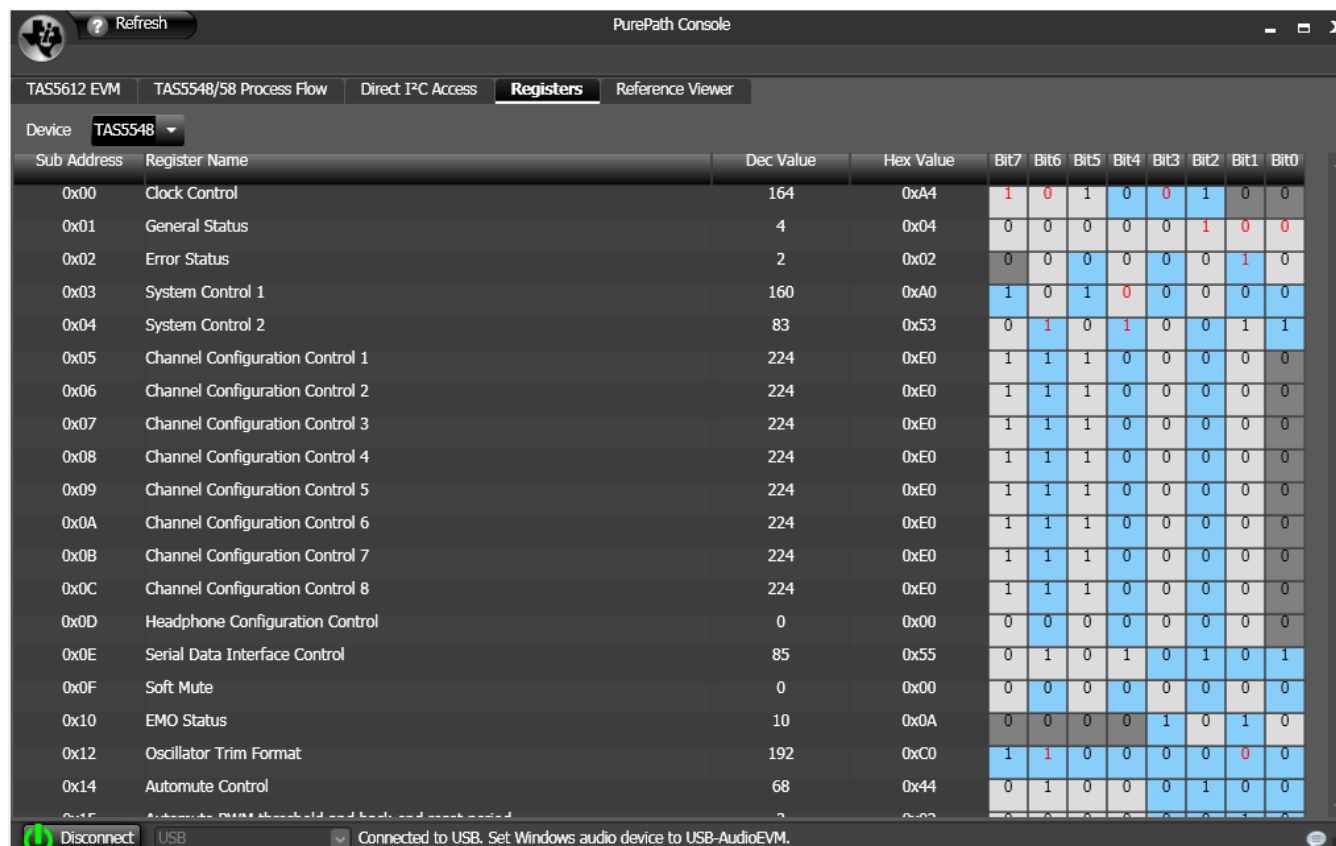 Refresh
PurePath Console
TAS5612 EVM TAS5548/58 Process Flow Direct I²C Access Registers Reference Viewer
Device TAS5548
Sub Address Register Name Dec Value Hex Value Bit7 Bit6 Bit5 Bit4 Bit3 Bit2 Bit1 Bit0
0x00 Clock Control 164 0xA4 1 0 1 0 0 1 0 0
0x01 General Status 4 0x04 0 0 0 0 0 1 0 0
0x02 Error Status 2 0x02 0 0 0 0 0 0 1 0
0x03 System Control 1 160 0xA0 1 0 1 0 0 0 0 0
0x04 System Control 2 83 0x53 0 1 0 1 0 0 1 1
0x05 Channel Configuration Control 1 224 0xE0 1 1 1 0 0 0 0 0
0x06 Channel Configuration Control 2 224 0xE0 1 1 1 0 0 0 0 0
0x07 Channel Configuration Control 3 224 0xE0 1 1 1 0 0 0 0 0
0x08 Channel Configuration Control 4 224 0xE0 1 1 1 0 0 0 0 0
0x09 Channel Configuration Control 5 224 0xE0 1 1 1 0 0 0 0 0
0x0A Channel Configuration Control 6 224 0xE0 1 1 1 0 0 0 0 0
0x0B Channel Configuration Control 7 224 0xE0 1 1 1 0 0 0 0 0
0x0C Channel Configuration Control 8 224 0xE0 1 1 1 0 0 0 0 0
0x0D Headphone Configuration Control 0 0x00 0 0 0 0 0 0 0 0
0x0E Serial Data Interface Control 85 0x55 0 1 0 1 0 1 0 1
0x0F Soft Mute 0 0x00 0 0 0 0 0 0 0 0
0x10 EMO Status 10 0x0A 0 0 0 0 1 0 1 0
0x12 Oscillator Trim Format 192 0xC0 1 1 0 0 0 0 0 0
0x14 Automute Control 68 0x44 0 1 0 0 0 1 0 0
Disconnect USB Connected to USB. Set Windows audio device to USB-AudioEVM.